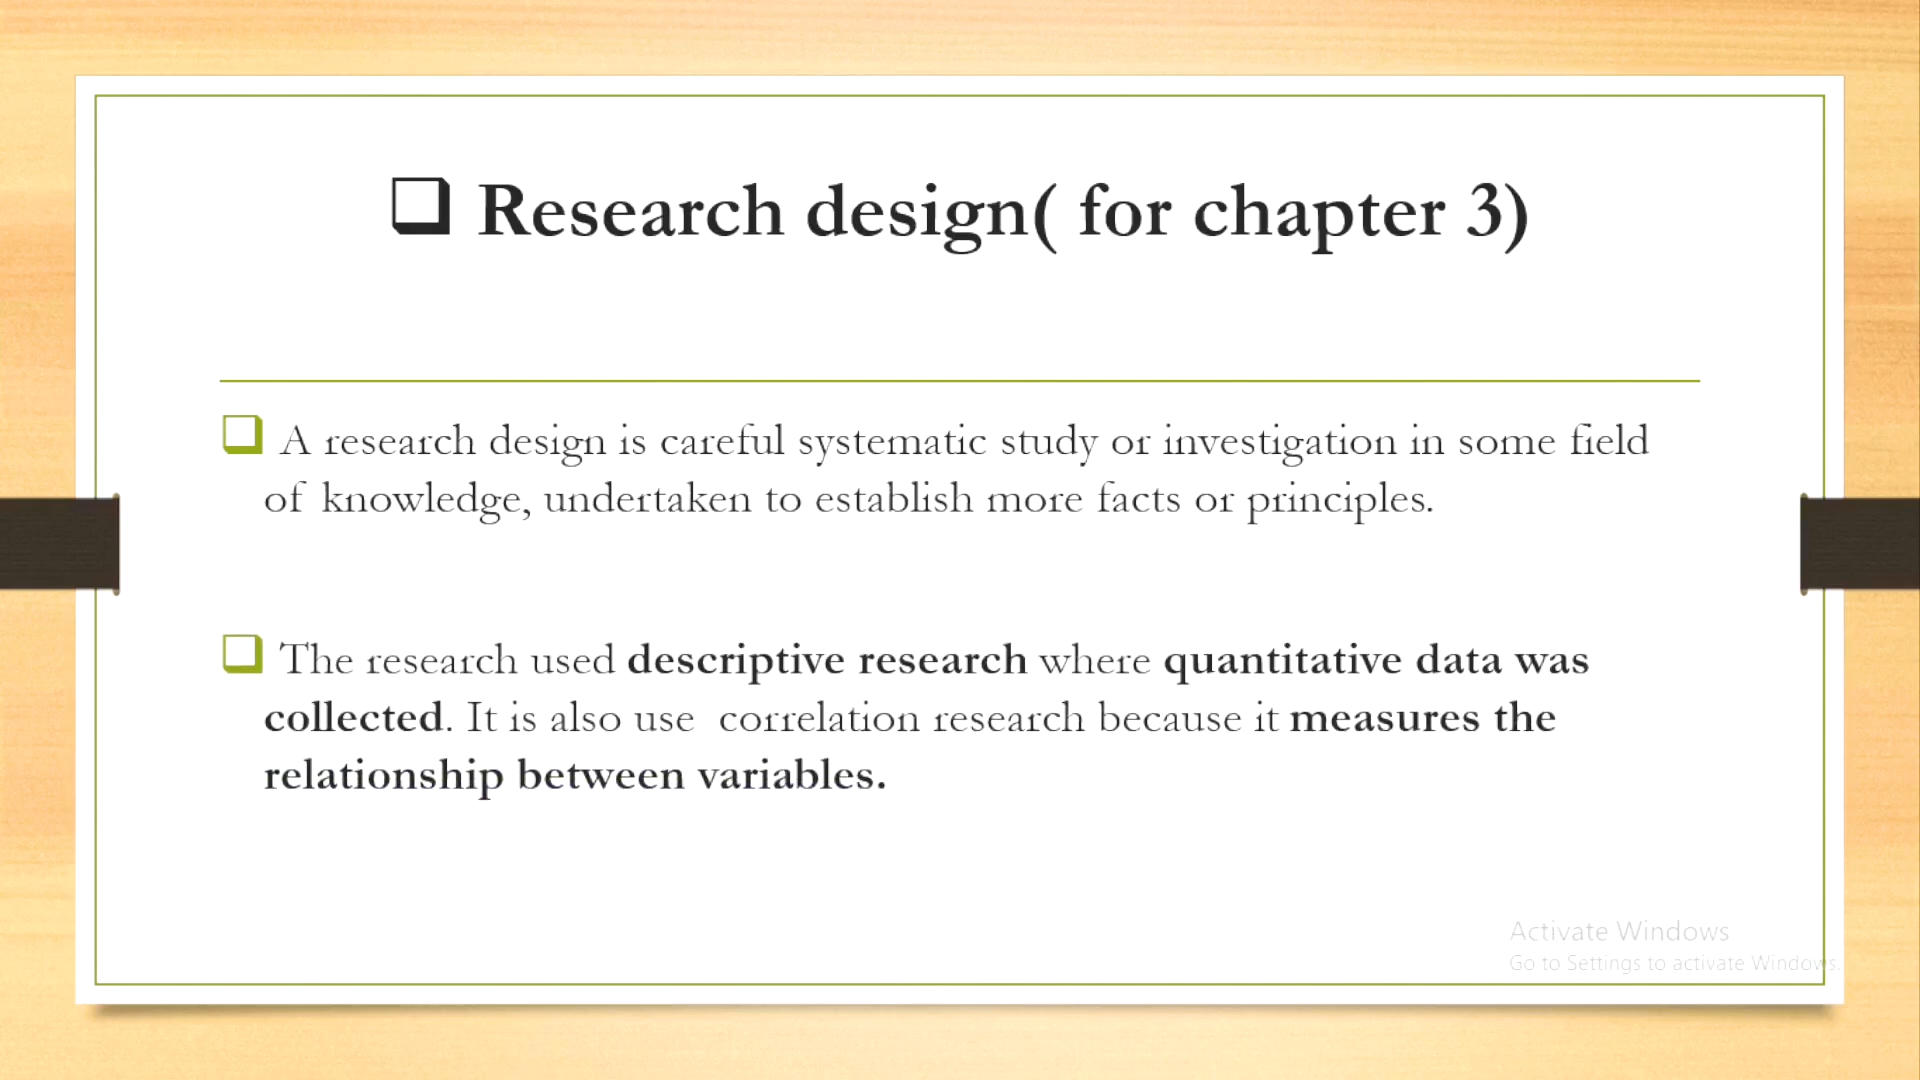 Research design( for chapter 3)
A research design is careful systematic study or investigation in some field
of knowledge, undertaken to establish more facts or principles.
The research used descriptive research where quantitative data was
collected. It is also use  correlation research because it measures the
relationship between variables.
Activate Windows
Go to Settings to activate Windows.